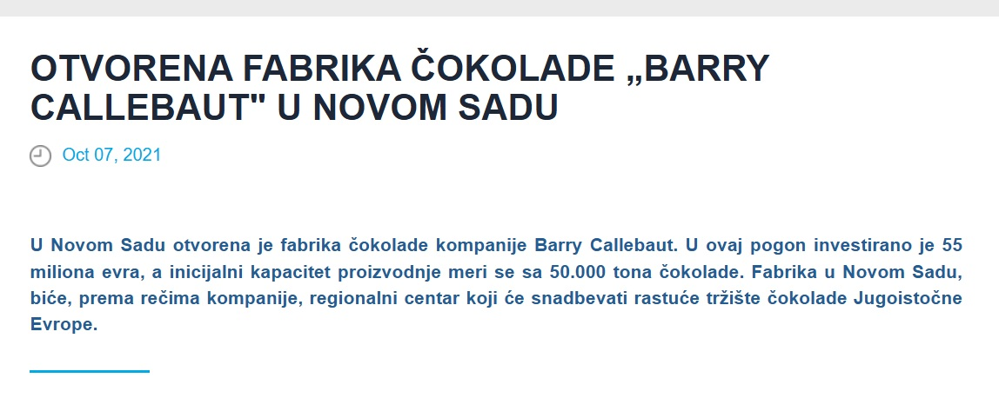 OTVORENA FABRIKA ČOKOLADE „BARRY
CALLEBAUT" U NOVOM SADU
Oct 07, 2021
U Novom Sadu otvorena je fabrika čokolade kompanije Barry Callebaut. U ovaj pogon investirano je 55
miliona evra, a inicijalni kapacitet proizvodnje meri se sa 50.000 tona čokolade. Fabrika u Novom Sadu,
biće, prema rečima kompanije, regionalni centar koji će snadbevati rastuće tržište čokolade Jugoistočne
Evrope.